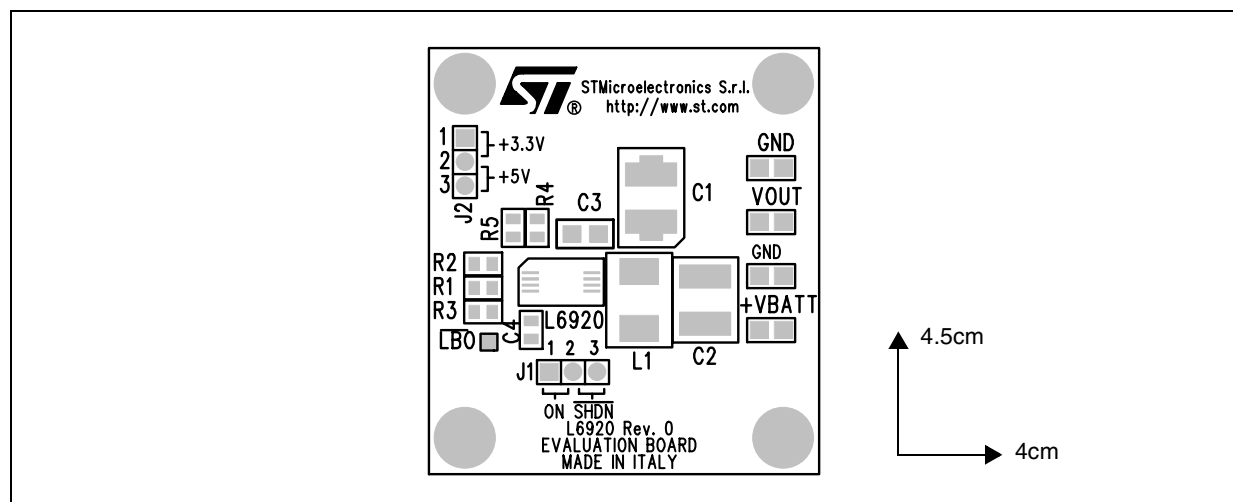 ST®
STMicroelectronics S.r.l.
http://www.st.com
1
2
3
+3.3V
+5V
J2
R4
R5
C3
C1
GND
VOUT
GND
+VBATT
R2
R1
R3
LBO
C4
L6920
L1
C2
1 2 3
J1
ON SHDN
L6920 Rev. 0
EVALUATION BOARD
MADE IN ITALY
4.5cm
4cm